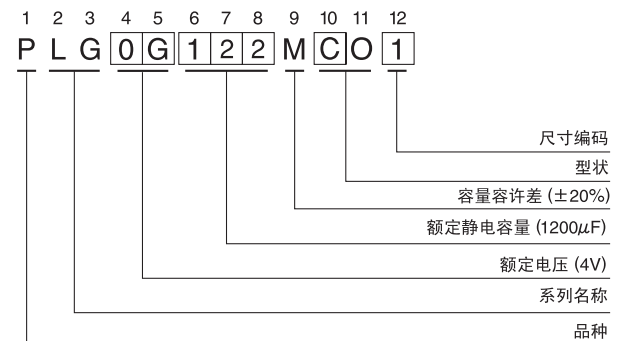 1 2 3 4 5 6 7 8 9 10 11 12
P L G 0 G 1 2 2 M C O 1
尺寸编码
型状
容量容许差 (±20%)
额定静电容量 (1200μF)
额定电压 (4V)
系列名称
品种